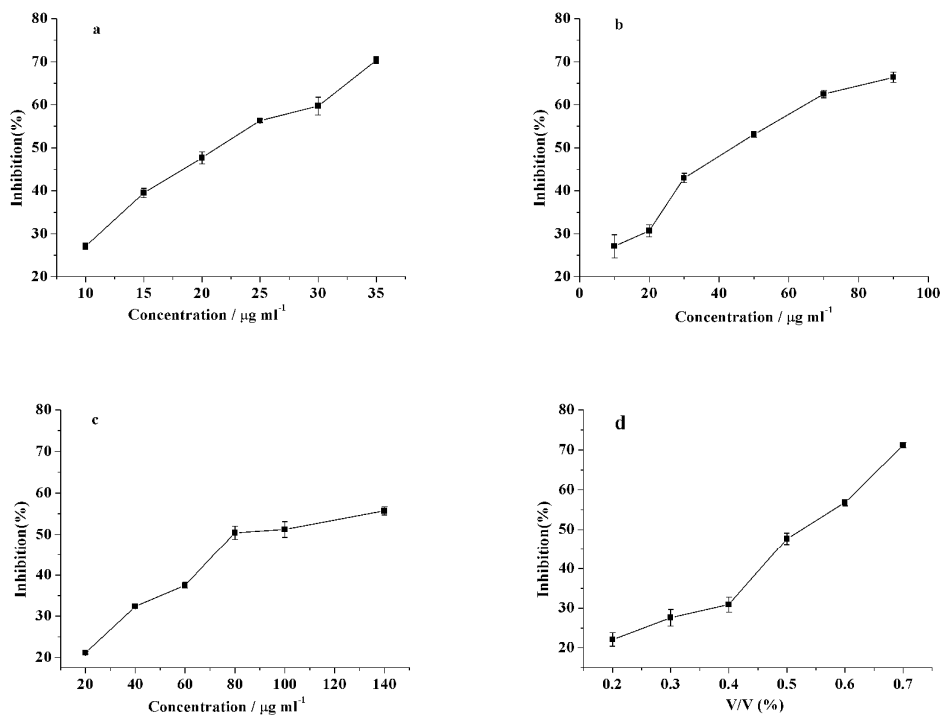 a
80
70
60
50
40
30
20
Inhibition(%)
10 15 20 25 30 35
Concentration / μg ml-1
b
80
70
60
50
40
30
20
Inhibition(%)
0 20 40 60 80 100
Concentration / μg ml-1
c
80
70
60
50
40
30
20
Inhibition(%)
20 40 60 80 100 120 140
Concentration / μg ml-1
d
80
70
60
50
40
30
20
Inhibition(%)
0.2 0.3 0.4 0.5 0.6 0.7
V/V (%)